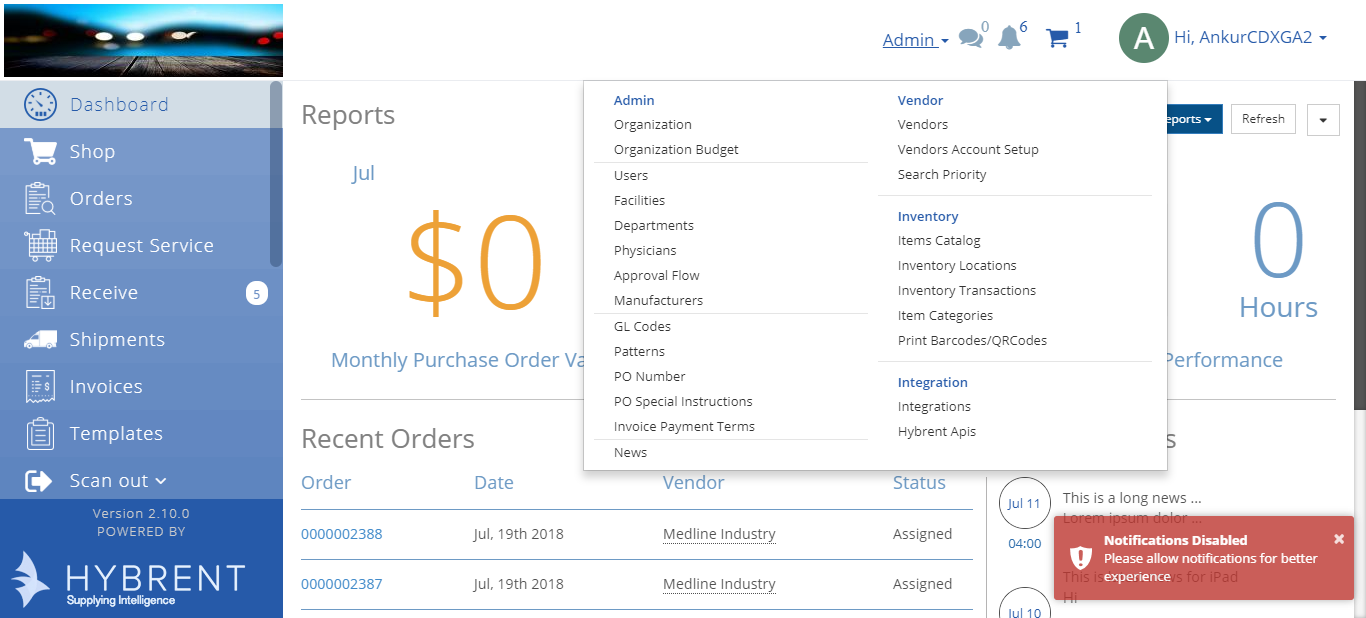 Admin
0
6
1
A
Hi, AnkurCDXGA2
Dashboard
Shop
Orders
Request Service
Receive
5
Shipments
Invoices
Templates
Scan out
Version 2.10.0
POWERED BY
HYBRENT
Supplying Intelligence
Reports
Jul
$0
Monthly Purchase Order Va
Admin
Organization
Organization Budget
Users
Facilities
Departments
Physicians
Approval Flow
Manufacturers
GL Codes
Patterns
PO Number
PO Special Instructions
Invoice Payment Terms
News
Vendor
Vendors
Vendors Account Setup
Search Priority
Inventory
Items Catalog
Inventory Locations
Inventory Transactions
Item Categories
Print Barcodes/QRCodes
Integration
Integrations
Hybrent Apis
eports
Refresh
0
Hours
Performance
Recent Orders
Order Date Vendor Status
0000002388 Jul, 19th 2018 Medline Industry Assigned
0000002387 Jul, 19th 2018 Medline Industry Assigned
s
Jul 11
04:00
This is a long news ...
Lorem ipsum dolor ...
Notifications Disabled
Please allow notifications for better
experience
Jul 10
Hi